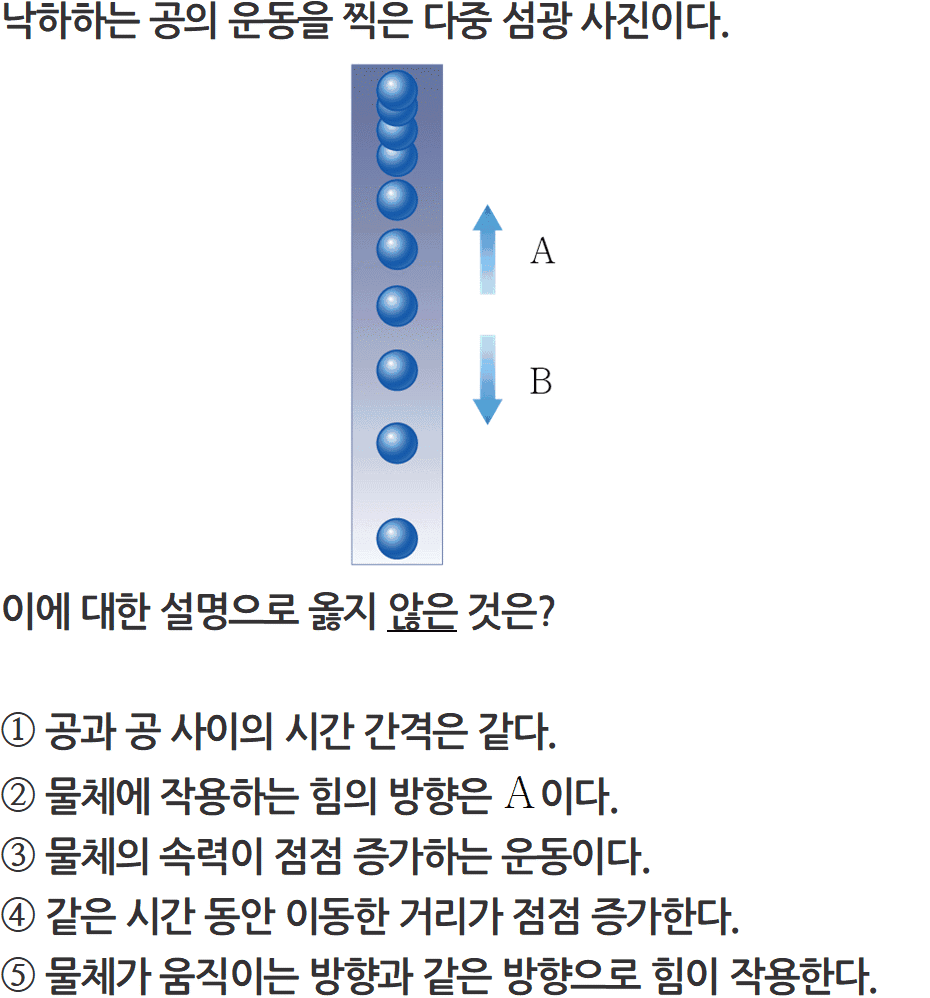 낙하하는 공의 운동을 찍은 다중 섬광 사진이다.
A
B
이에 대한 설명으로 옳지 않은 것은?
① 공과 공 사이의 시간 간격은 같다.
② 물체에 작용하는 힘의 방향은 A이다.
③ 물체의 속력이 점점 증가하는 운동이다.
④ 같은 시간 동안 이동한 거리가 점점 증가한다.
⑤ 물체가 움직이는 방향과 같은 방향으로 힘이 작용한다.